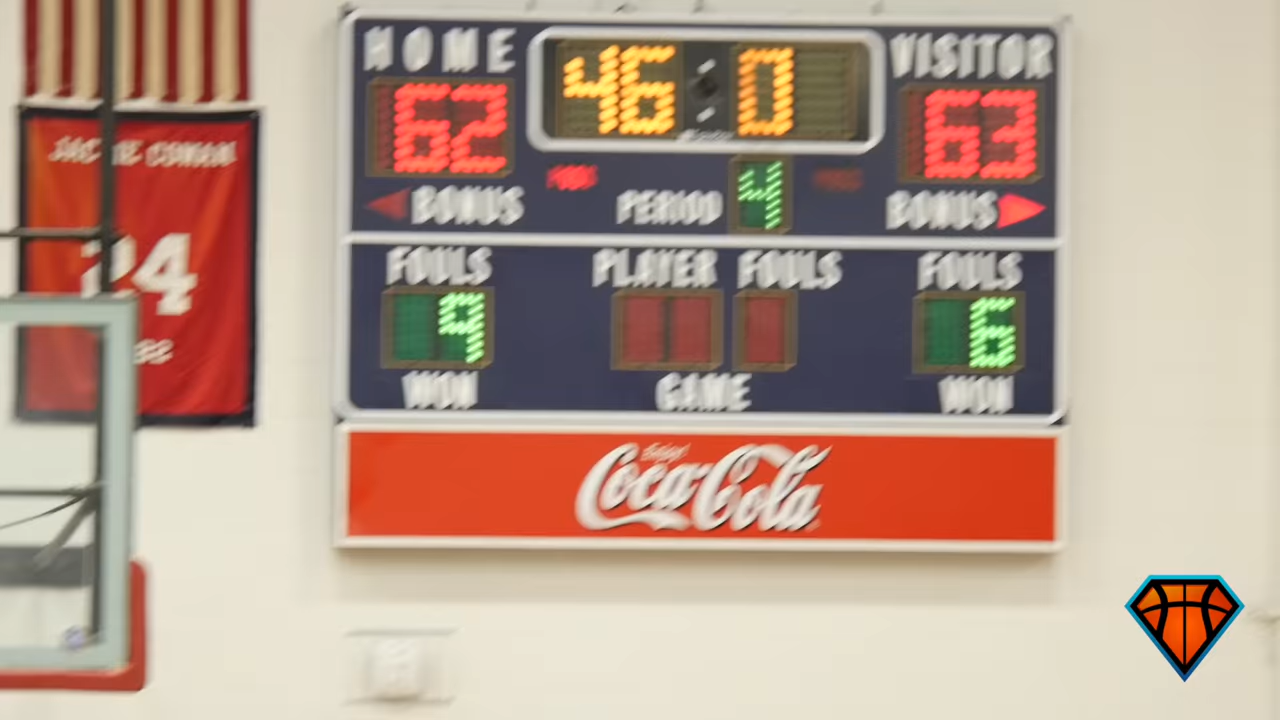 HOME
46:0
VISITOR
62
63
BONUS
PERIOD
4
BONUS
FOULS
PLAYER FOULS
FOULS
9
6
WON
GAME
WON
Enjoy
Coca-Cola
24